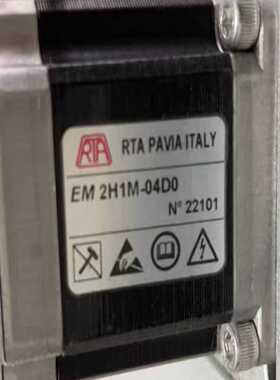 RTA RTA PAVIA ITALY
EM 2H1M-04D0
N° 22101